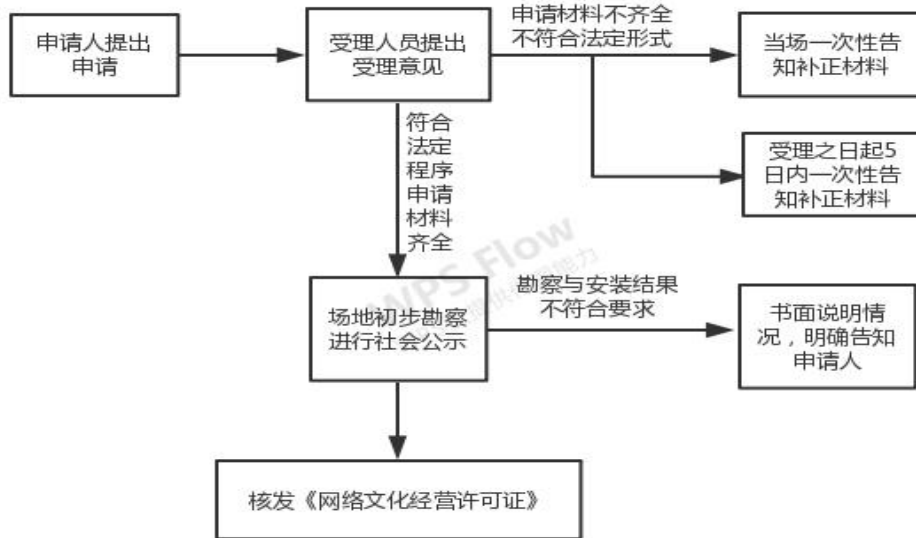 申请人提出
申请
受理人员提出
受理意见
申请材料不齐全
不符合法定形式
当场一次性告
知补正材料
受理之日起5
日内一次性告
知补正材料
符合
法定
程序
申请
材料
齐全
WPS Flow
场地初步勘察
进行社会公示
勘察与安装结果
不符合要求
书面说明情
况，明确告知
申请人
核发《网络文化经营许可证》